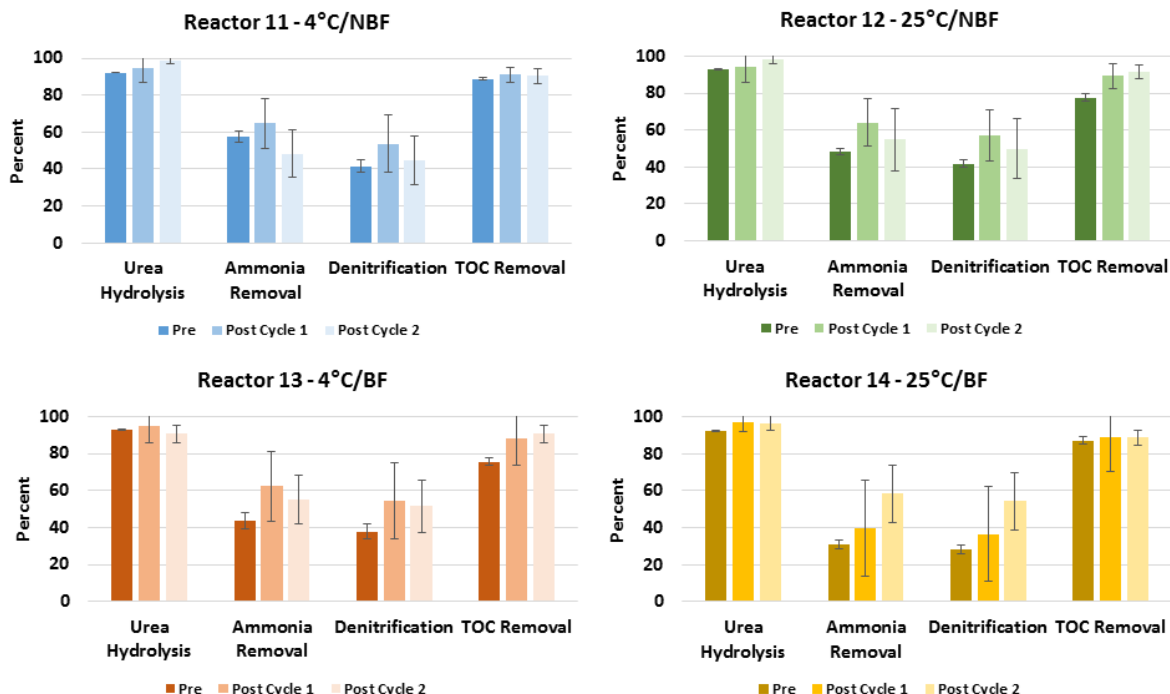 Reactor 11 - 4°C/NBF
Percent
100
80
60
40
20
0
Urea Hydrolysis
Ammonia Removal
Denitrification
TOC Removal
Pre
Post Cycle 1
Post Cycle 2
Reactor 12 - 25°C/NBF
Percent
100
80
60
40
20
0
Urea Hydrolysis
Ammonia Removal
Denitrification
TOC Removal
Pre
Post Cycle 1
Post Cycle 2
Reactor 13 - 4°C/BF
Percent
100
80
60
40
20
0
Urea Hydrolysis
Ammonia Removal
Denitrification
TOC Removal
Pre
Post Cycle 1
Post Cycle 2
Reactor 14 - 25°C/BF
Percent
100
80
60
40
20
0
Urea Hydrolysis
Ammonia Removal
Denitrification
TOC Removal
Pre
Post Cycle 1
Post Cycle 2